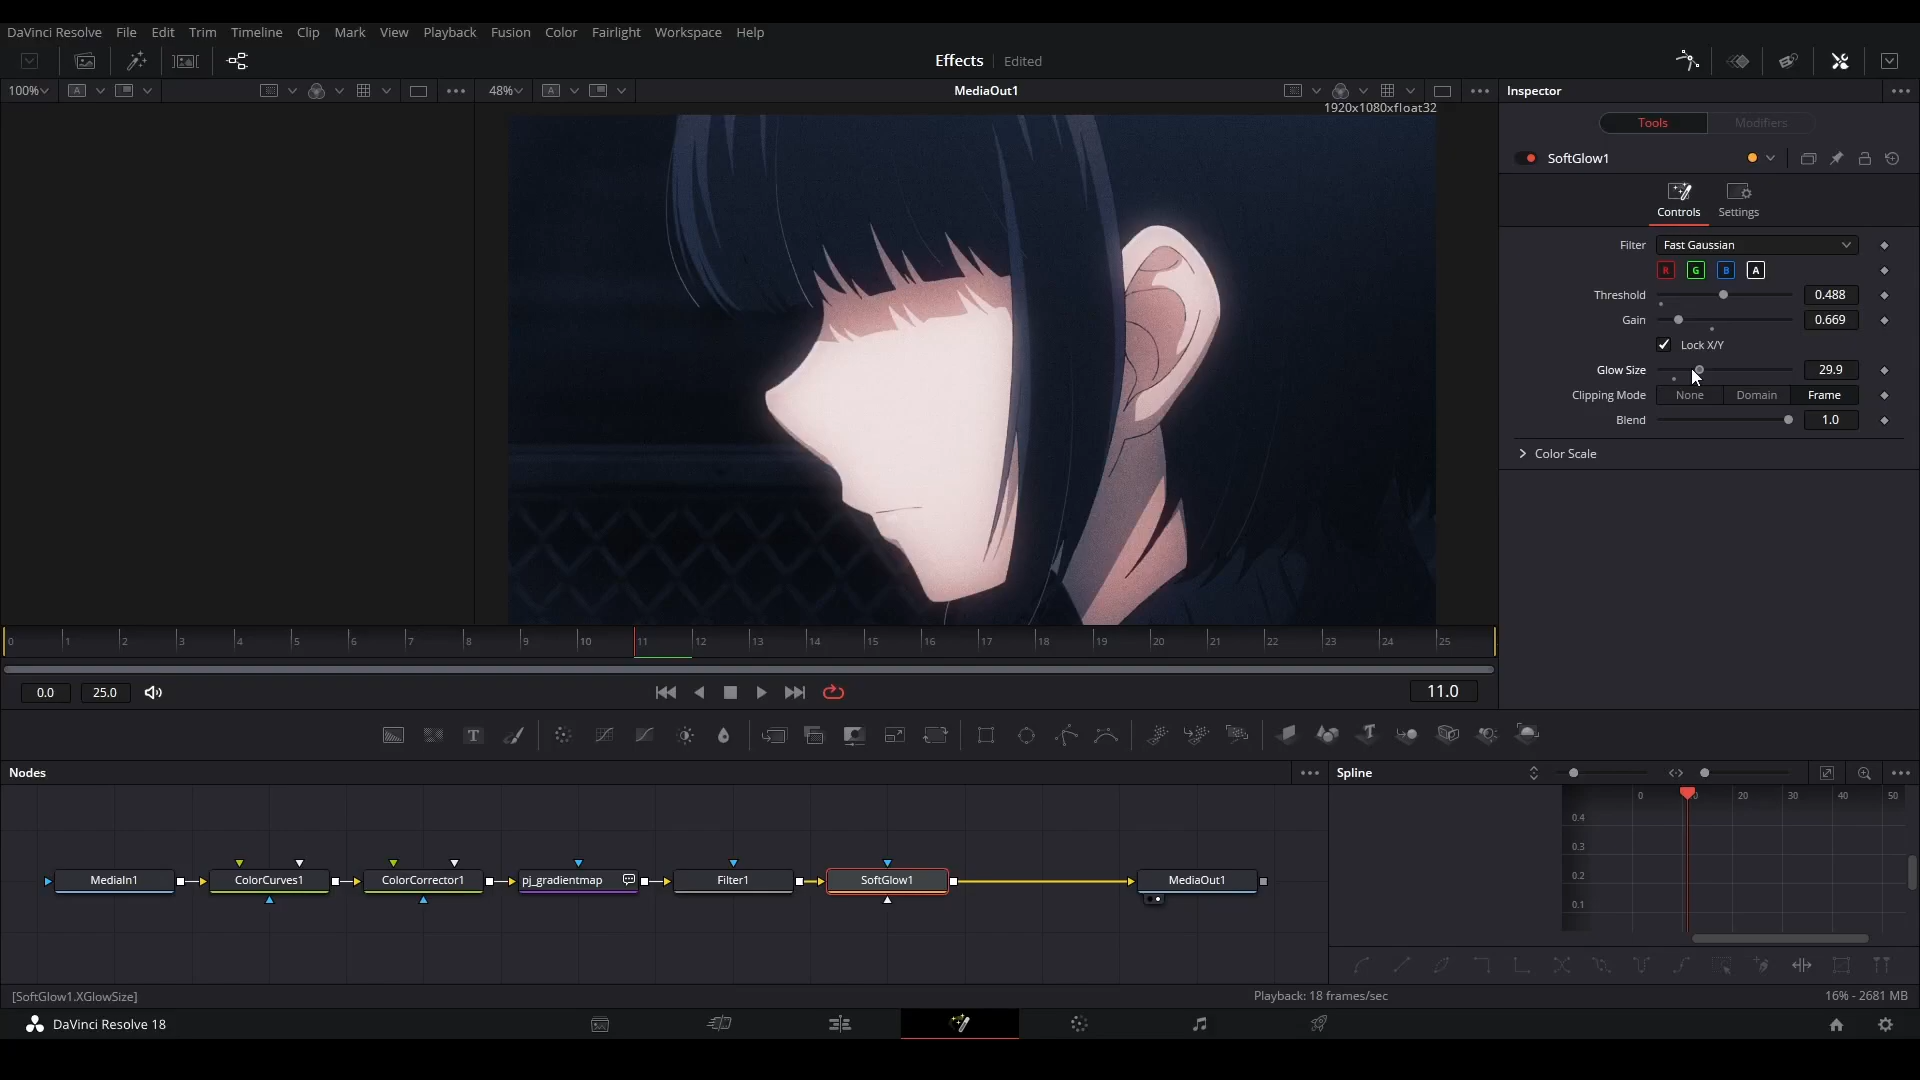 DaVinci Resolve File Edit Trim Timeline Clip Mark View Playback Fusion Color Fairlight Workspace Help
Effects Edited
100% A 48% A MediaOut1 Inspector
1920x1080xfloat32
Tools Modifiers
SoftGlow1
Controls Settings
Filter Fast Gaussian
R G B A
Threshold 0.488
Gain 0.669
Lock X/Y
Glow Size 29.9
Clipping Mode None Domain Frame
Blend 1.0
Color Scale
0 1 2 3 4 5 6 7 8 9 10 11 12 13 14 15 16 17 18 19 20 21 22 23 24 25
0.0 25.0 11.0
T T
Nodes Spline
0 20 30 40 50
0.4
0.3
0.2
0.1
MediaIn1 ColorCurves1 ColorCorrector1 pj_gradientmap Filter1 SoftGlow1 MediaOut1
[SoftGlow1.XGlowSize] Playback: 18 frames/sec 16% - 2681 MB
DaVinci Resolve 18